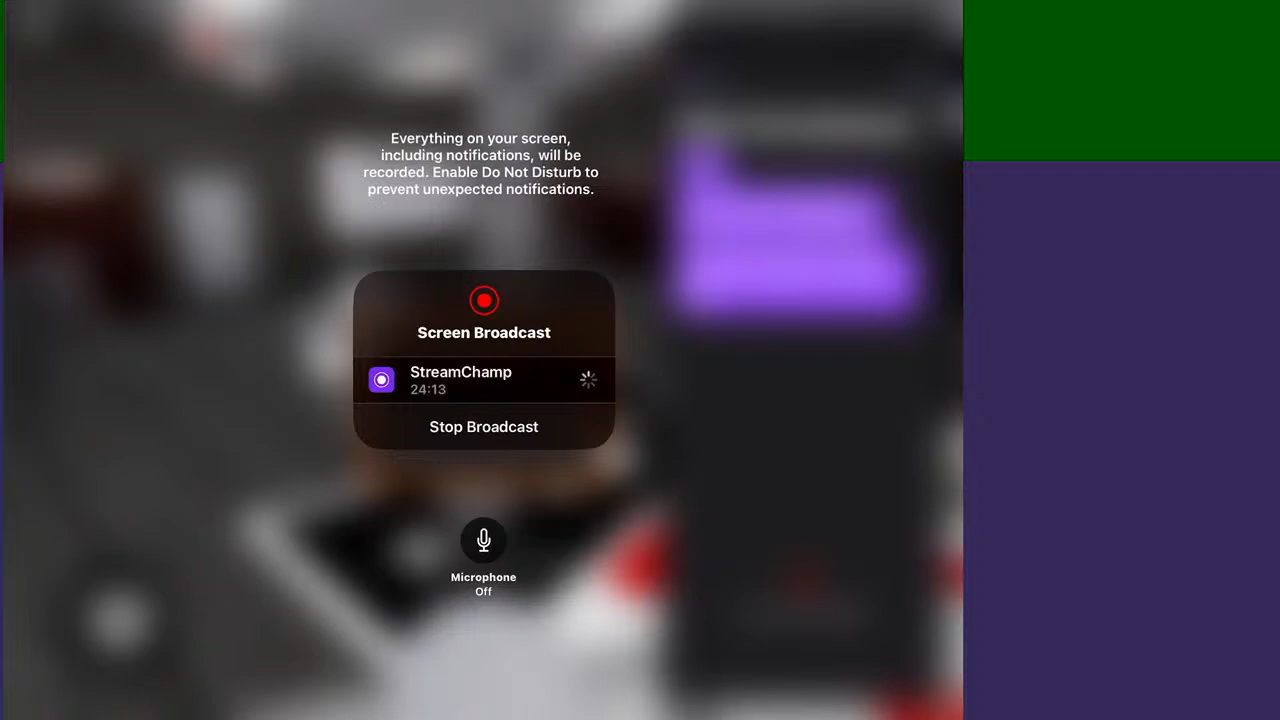 Everything on your screen,
including notifications, will be
recorded. Enable Do Not Disturb to
prevent unexpected notifications.
Screen Broadcast
StreamChamp
24:13
Stop Broadcast
Microphone
Off